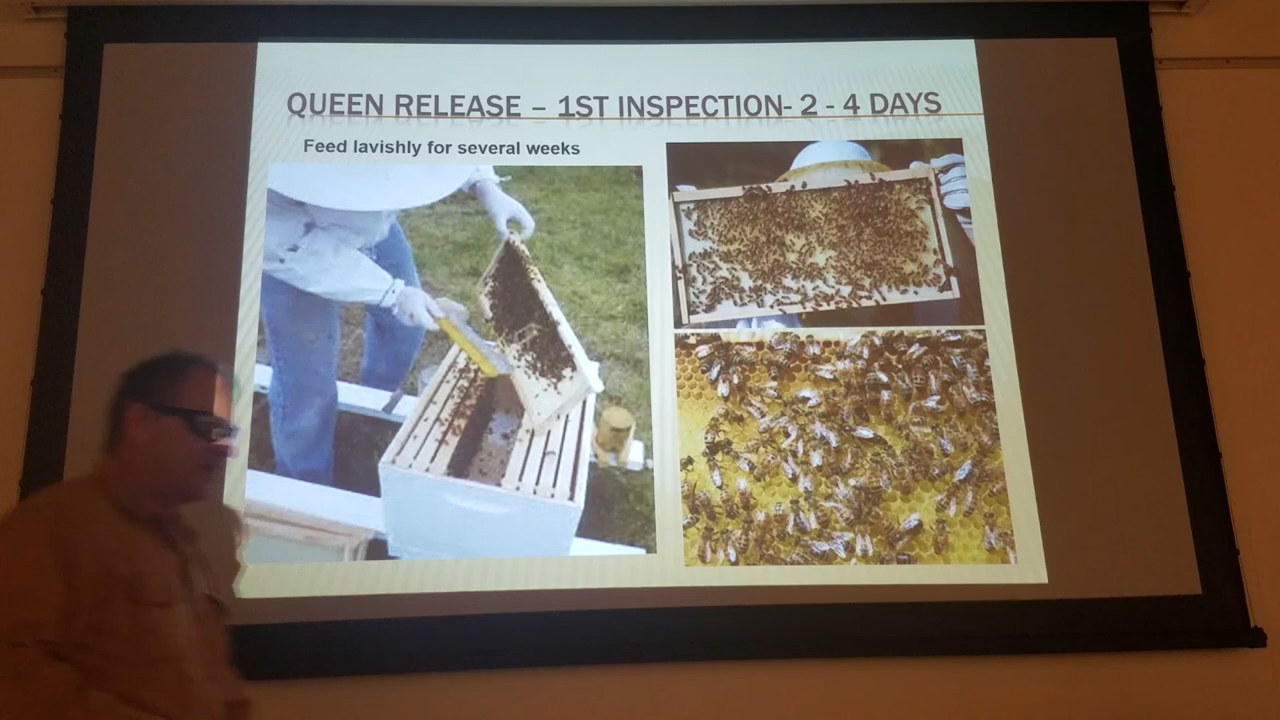 QUEEN RELEASE – 1ST INSPECTION- 2 - 4 DAYS
Feed lavishly for several weeks